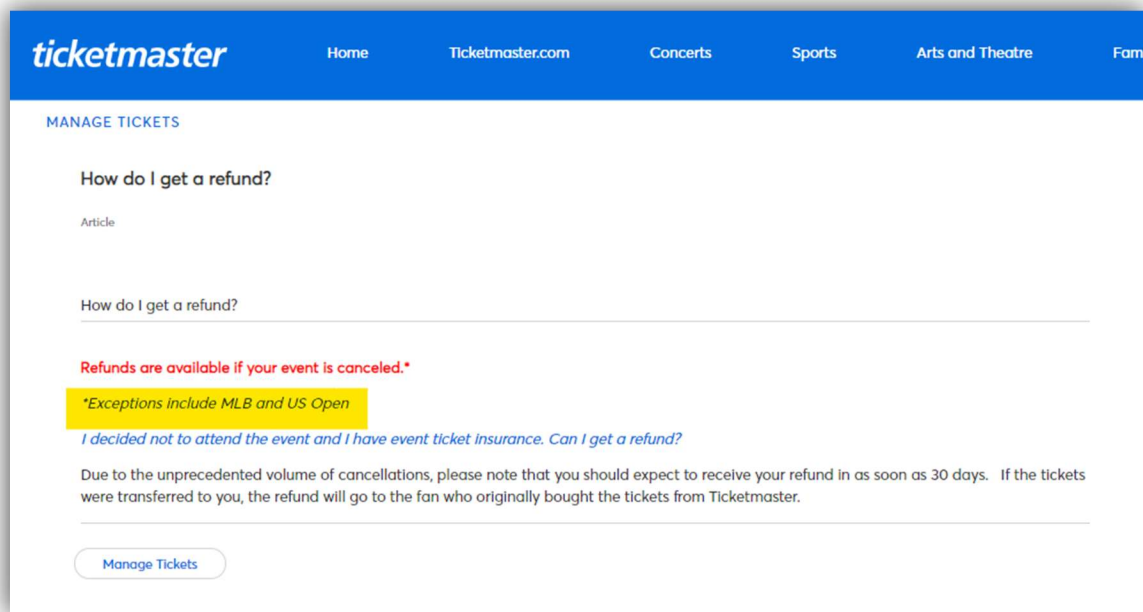 ticketmaster Home Ticketmaster.com Concerts Sports Arts and Theatre Fam
MANAGE TICKETS
How do I get a refund?
Article
How do I get a refund?
Refunds are available if your event is canceled.*
*Exceptions include MLB and US Open
I decided not to attend the event and I have event ticket insurance. Can I get a refund?
Due to the unprecedented volume of cancellations, please note that you should expect to receive your refund in as soon as 30 days. If the tickets
were transferred to you, the refund will go to the fan who originally bought the tickets from Ticketmaster.
Manage Tickets